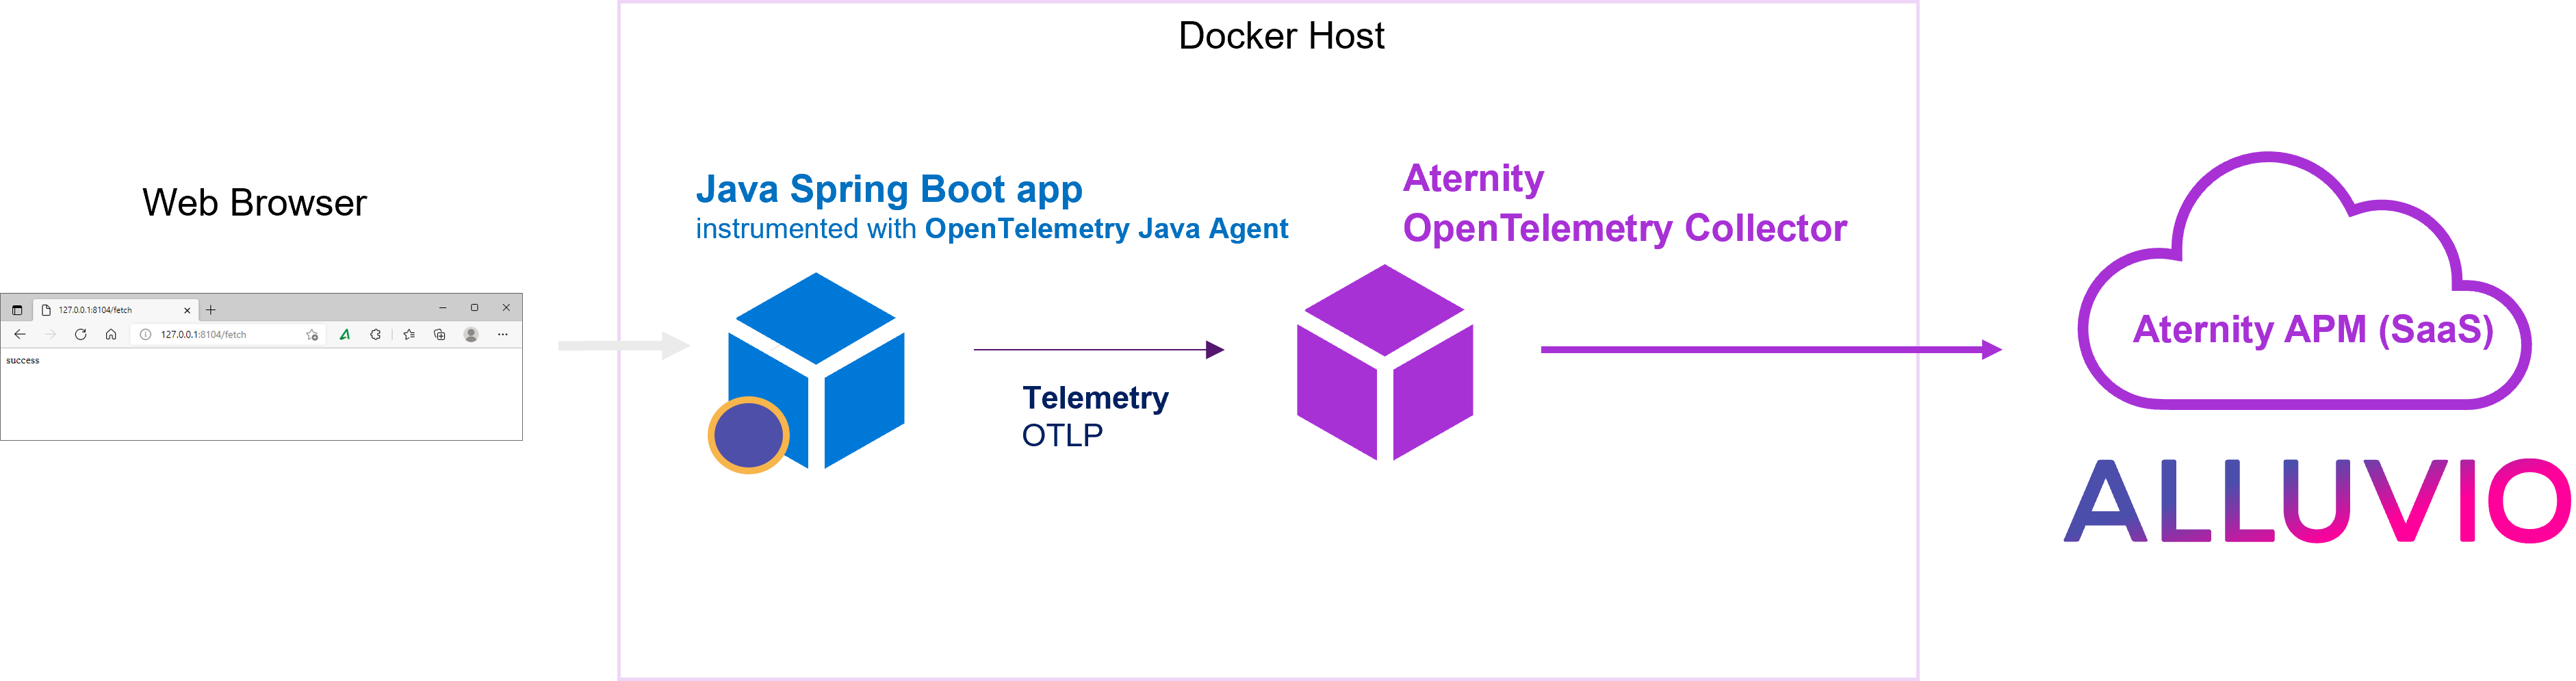 Docker Host
Web Browser
127.0.0.1:8104/fetch
127.0.0.1:8104/fetch
success
Java Spring Boot app
instrumented with OpenTelemetry Java Agent
Telemetry
OTLP
Aternity
OpenTelemetry Collector
Aternity APM (SaaS)
ALLUVIO